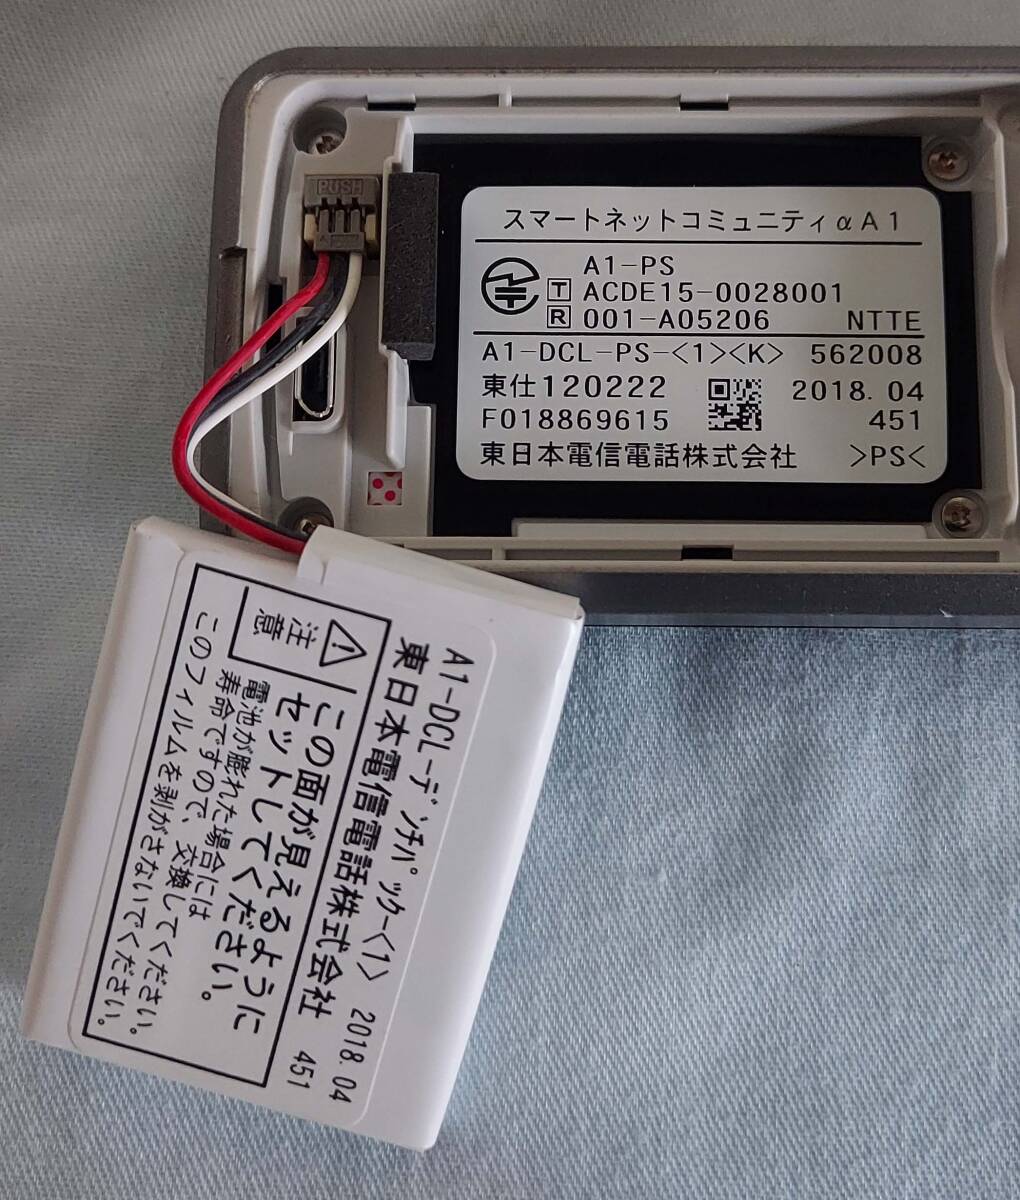 PUSH
スマートネットコミュニティαA1
A1-PS
T ACDE15-0028001
R 001-A05206 NTTE
A1-DCL-PS-<1><K> 562008
東仕120222 2018.04
F018869615 451
東日本電信電話株式会社 >PS<
A1-DCL-デンチパック-<1> 2018.04
東日本電信電話株式会社 451
注意
この面が見えるように
セットしてください。
電池が膨れた場合には
寿命ですので、交換してください。
このフィルムを剥がさないでください。